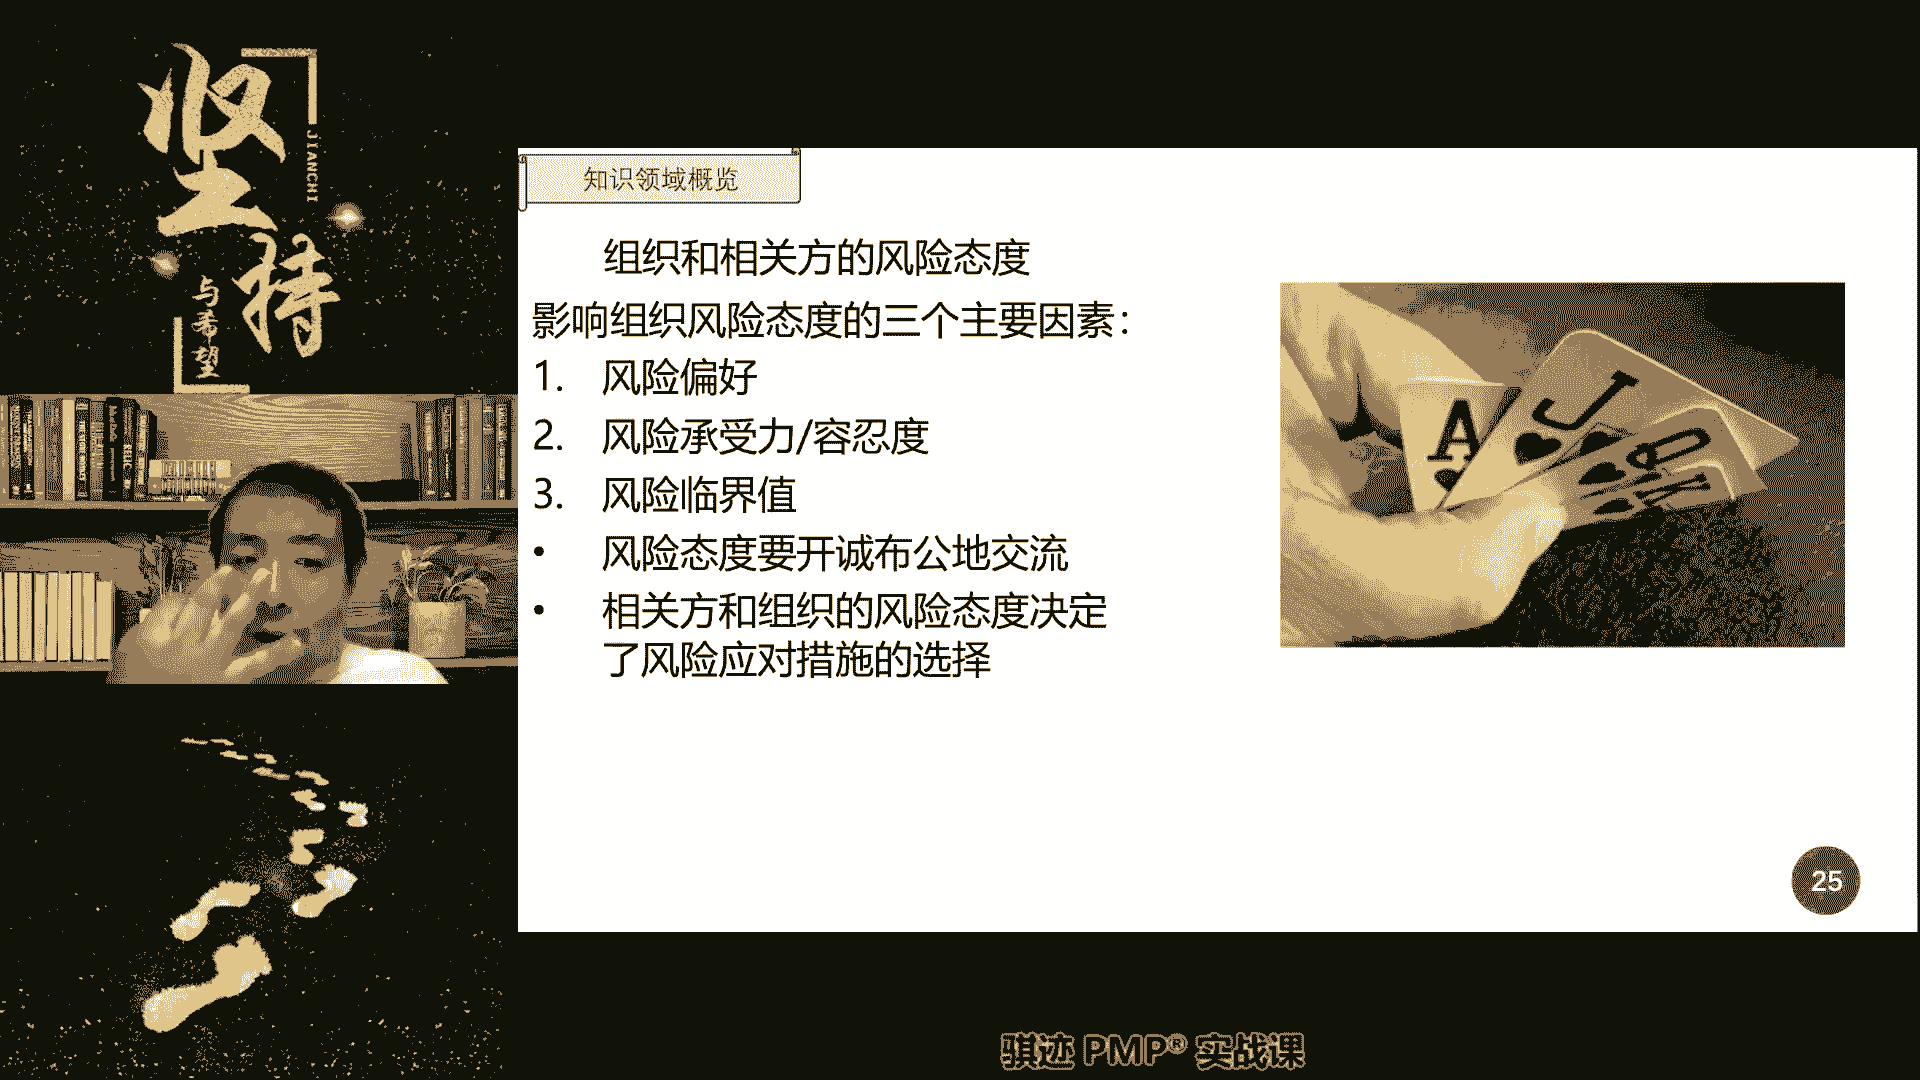 坚持
JIANCHI
与希望
知识领域概览
组织和相关方的风险态度
影响组织风险态度的三个主要因素：
1. 风险偏好
2. 风险承受力/容忍度
3. 风险临界值
• 风险态度要开诚布公地交流
• 相关方和组织的风险态度决定
了风险应对措施的选择
A
J
Q
K
25
骐迹 PMP® 实战课